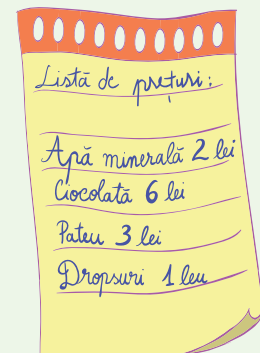 Listă de prețuri:
Apă minerală 2 lei
Ciocolată 6 lei
Pateu 3 lei
Dropsuri 1 leu